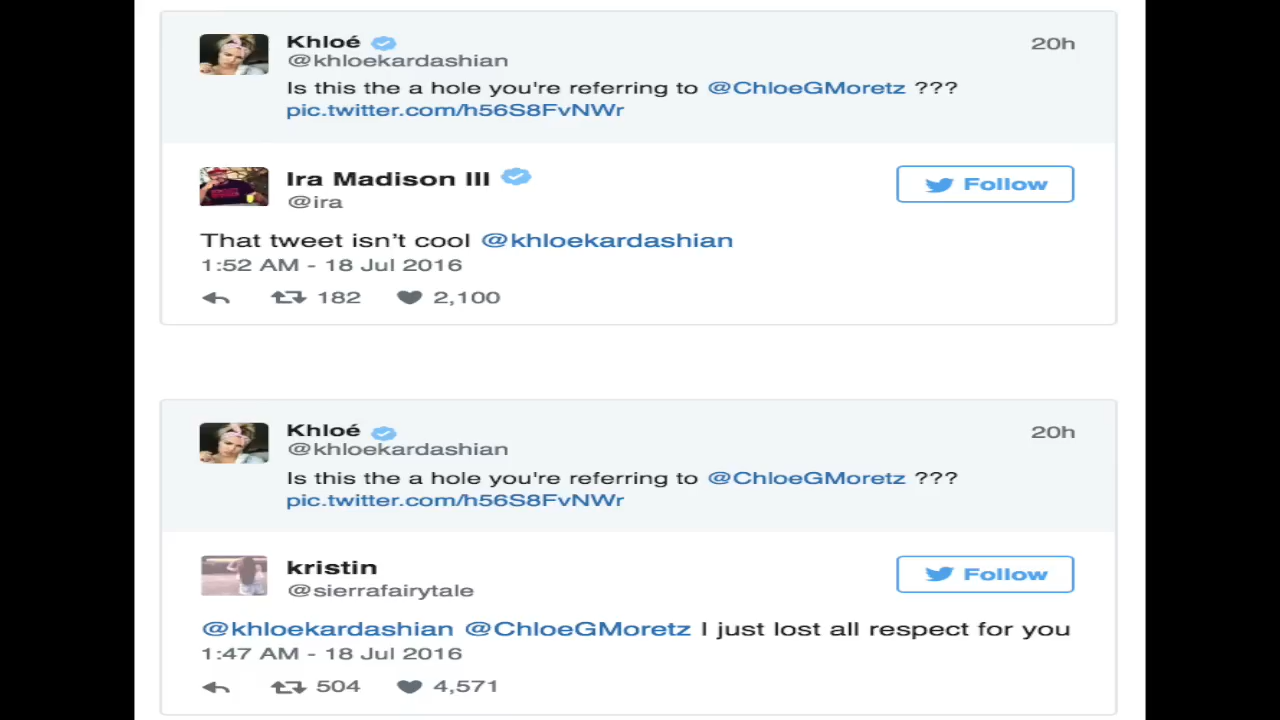 Khloé
20h
@khloekardashian
Is this the a hole you're referring to @ChloeGMoretz ???
pic.twitter.com/h56S8FvNWr
Ira Madison III
Follow
@ira
That tweet isn’t cool @khloekardashian
1:52 AM - 18 Jul 2016
182 2,100
Khloé
20h
@khloekardashian
Is this the a hole you're referring to @ChloeGMoretz ???
pic.twitter.com/h56S8FvNWr
kristin
Follow
@sierrafairytale
@khloekardashian @ChloeGMoretz I just lost all respect for you
1:47 AM - 18 Jul 2016
504 4,571